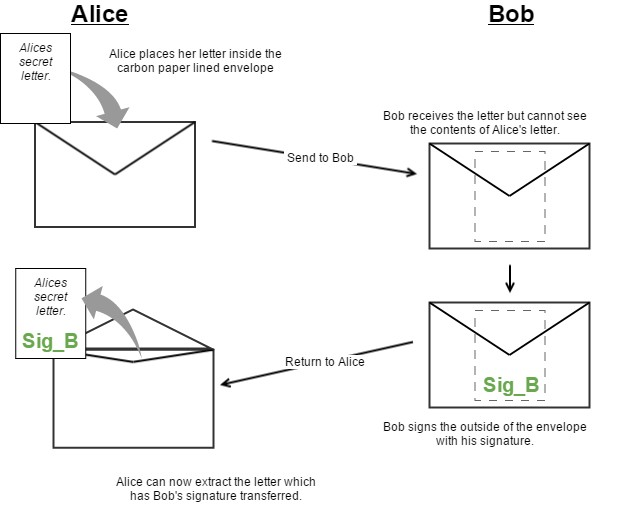 Alice
Bob
Alices
secret
letter.
Alice places her letter inside the
carbon paper lined envelope
Send to Bob
Bob receives the letter but cannot see
the contents of Alice's letter.
Alices
secret
letter.
Sig_B
Return to Alice
Sig_B
Bob signs the outside of the envelope
with his signature.
Alice can now extract the letter which
has Bob's signature transferred.